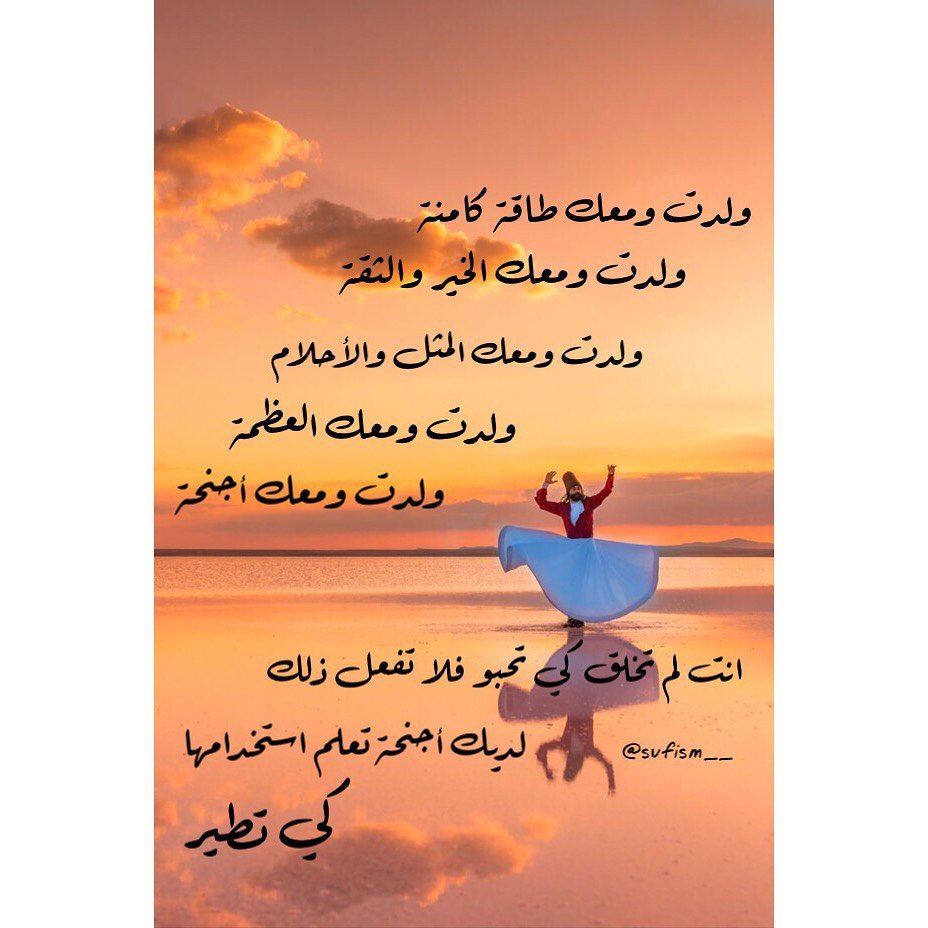 ولدت ومعك طاقة كامنة
ولدت ومعك الخير والثقة
ولدت ومعك المثل والأحلام
ولدت ومعك العظمة
ولدت ومعك أجنحة
انت لم تخلق كي تحبو فلا تفعل ذلك
لديك أجنحة تعلم استخدامها
@sufism__
كي تطير